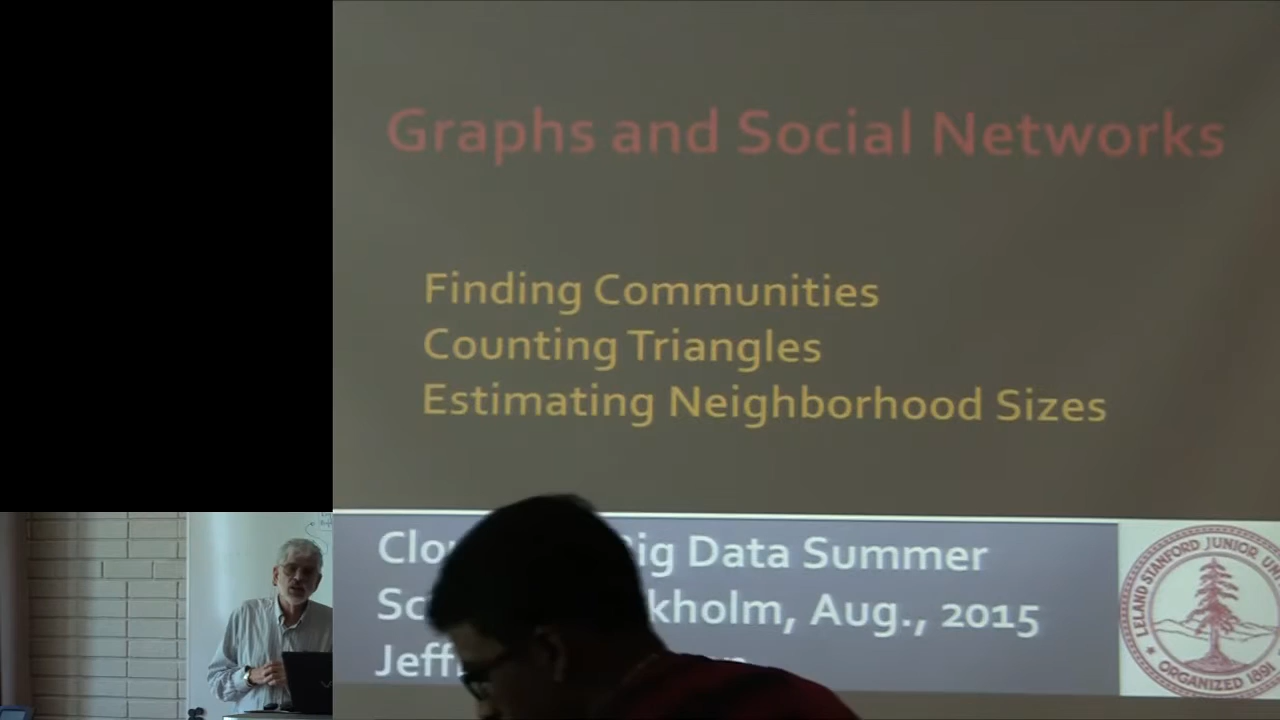 Graphs and Social Networks
Finding Communities
Counting Triangles
Estimating Neighborhood Sizes
Clo ig Data Summer
Sc kholm, Aug., 2015
Jeff
LELAND STANFORD JUNIOR UNI
ORGANIZED 1891